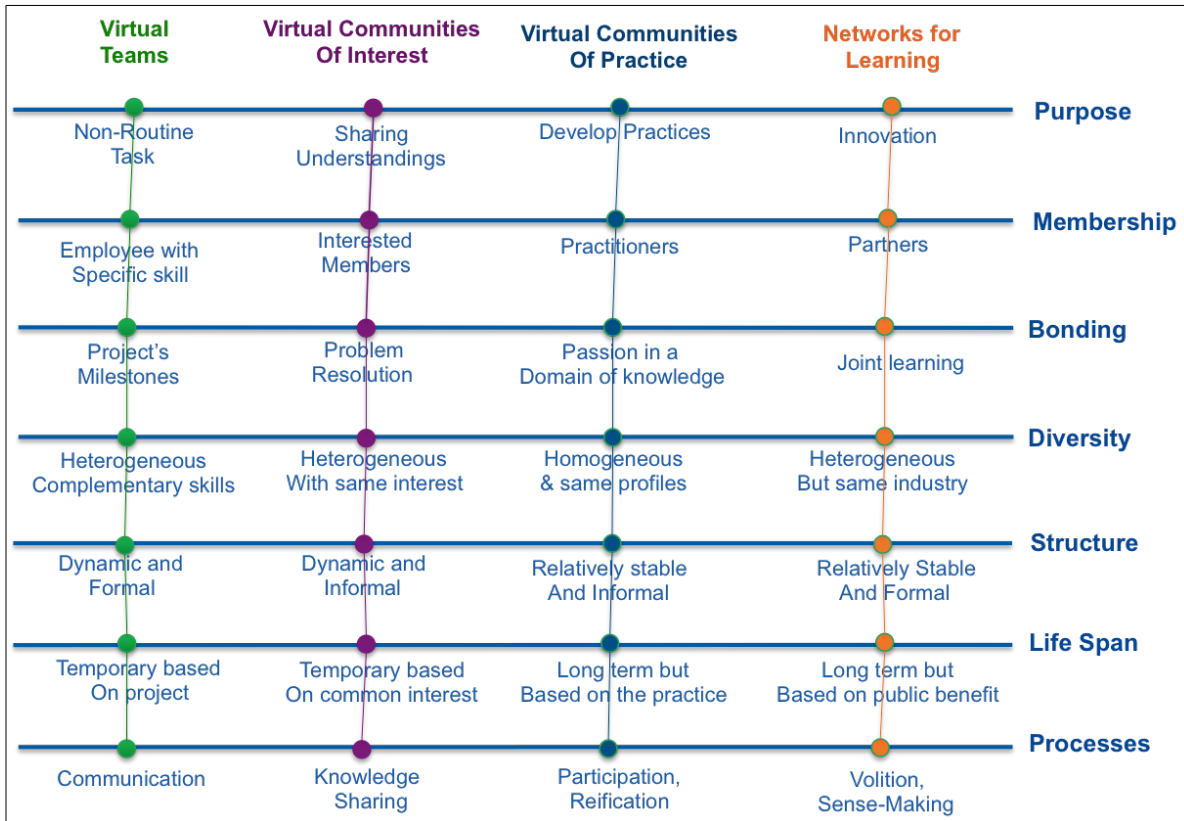 Virtual
Teams
Virtual Communities
Of Interest
Virtual Communities
Of Practice
Networks for
Learning
Purpose
Non-Routine
Task
Sharing
Understandings
Develop Practices
Innovation
Membership
Employee with
Specific skill
Interested
Members
Practitioners
Partners
Bonding
Project's
Milestones
Problem
Resolution
Passion in a
Domain of knowledge
Joint learning
Diversity
Heterogeneous
Complementary skills
Heterogeneous
With same interest
Homogeneous
& same profiles
Heterogeneous
But same industry
Structure
Dynamic and
Formal
Dynamic and
Informal
Relatively stable
And Informal
Relatively Stable
And Formal
Life Span
Temporary based
On project
Temporary based
On common interest
Long term but
Based on the practice
Long term but
Based on public benefit
Processes
Communication
Knowledge
Sharing
Participation,
Reification
Volition,
Sense-Making